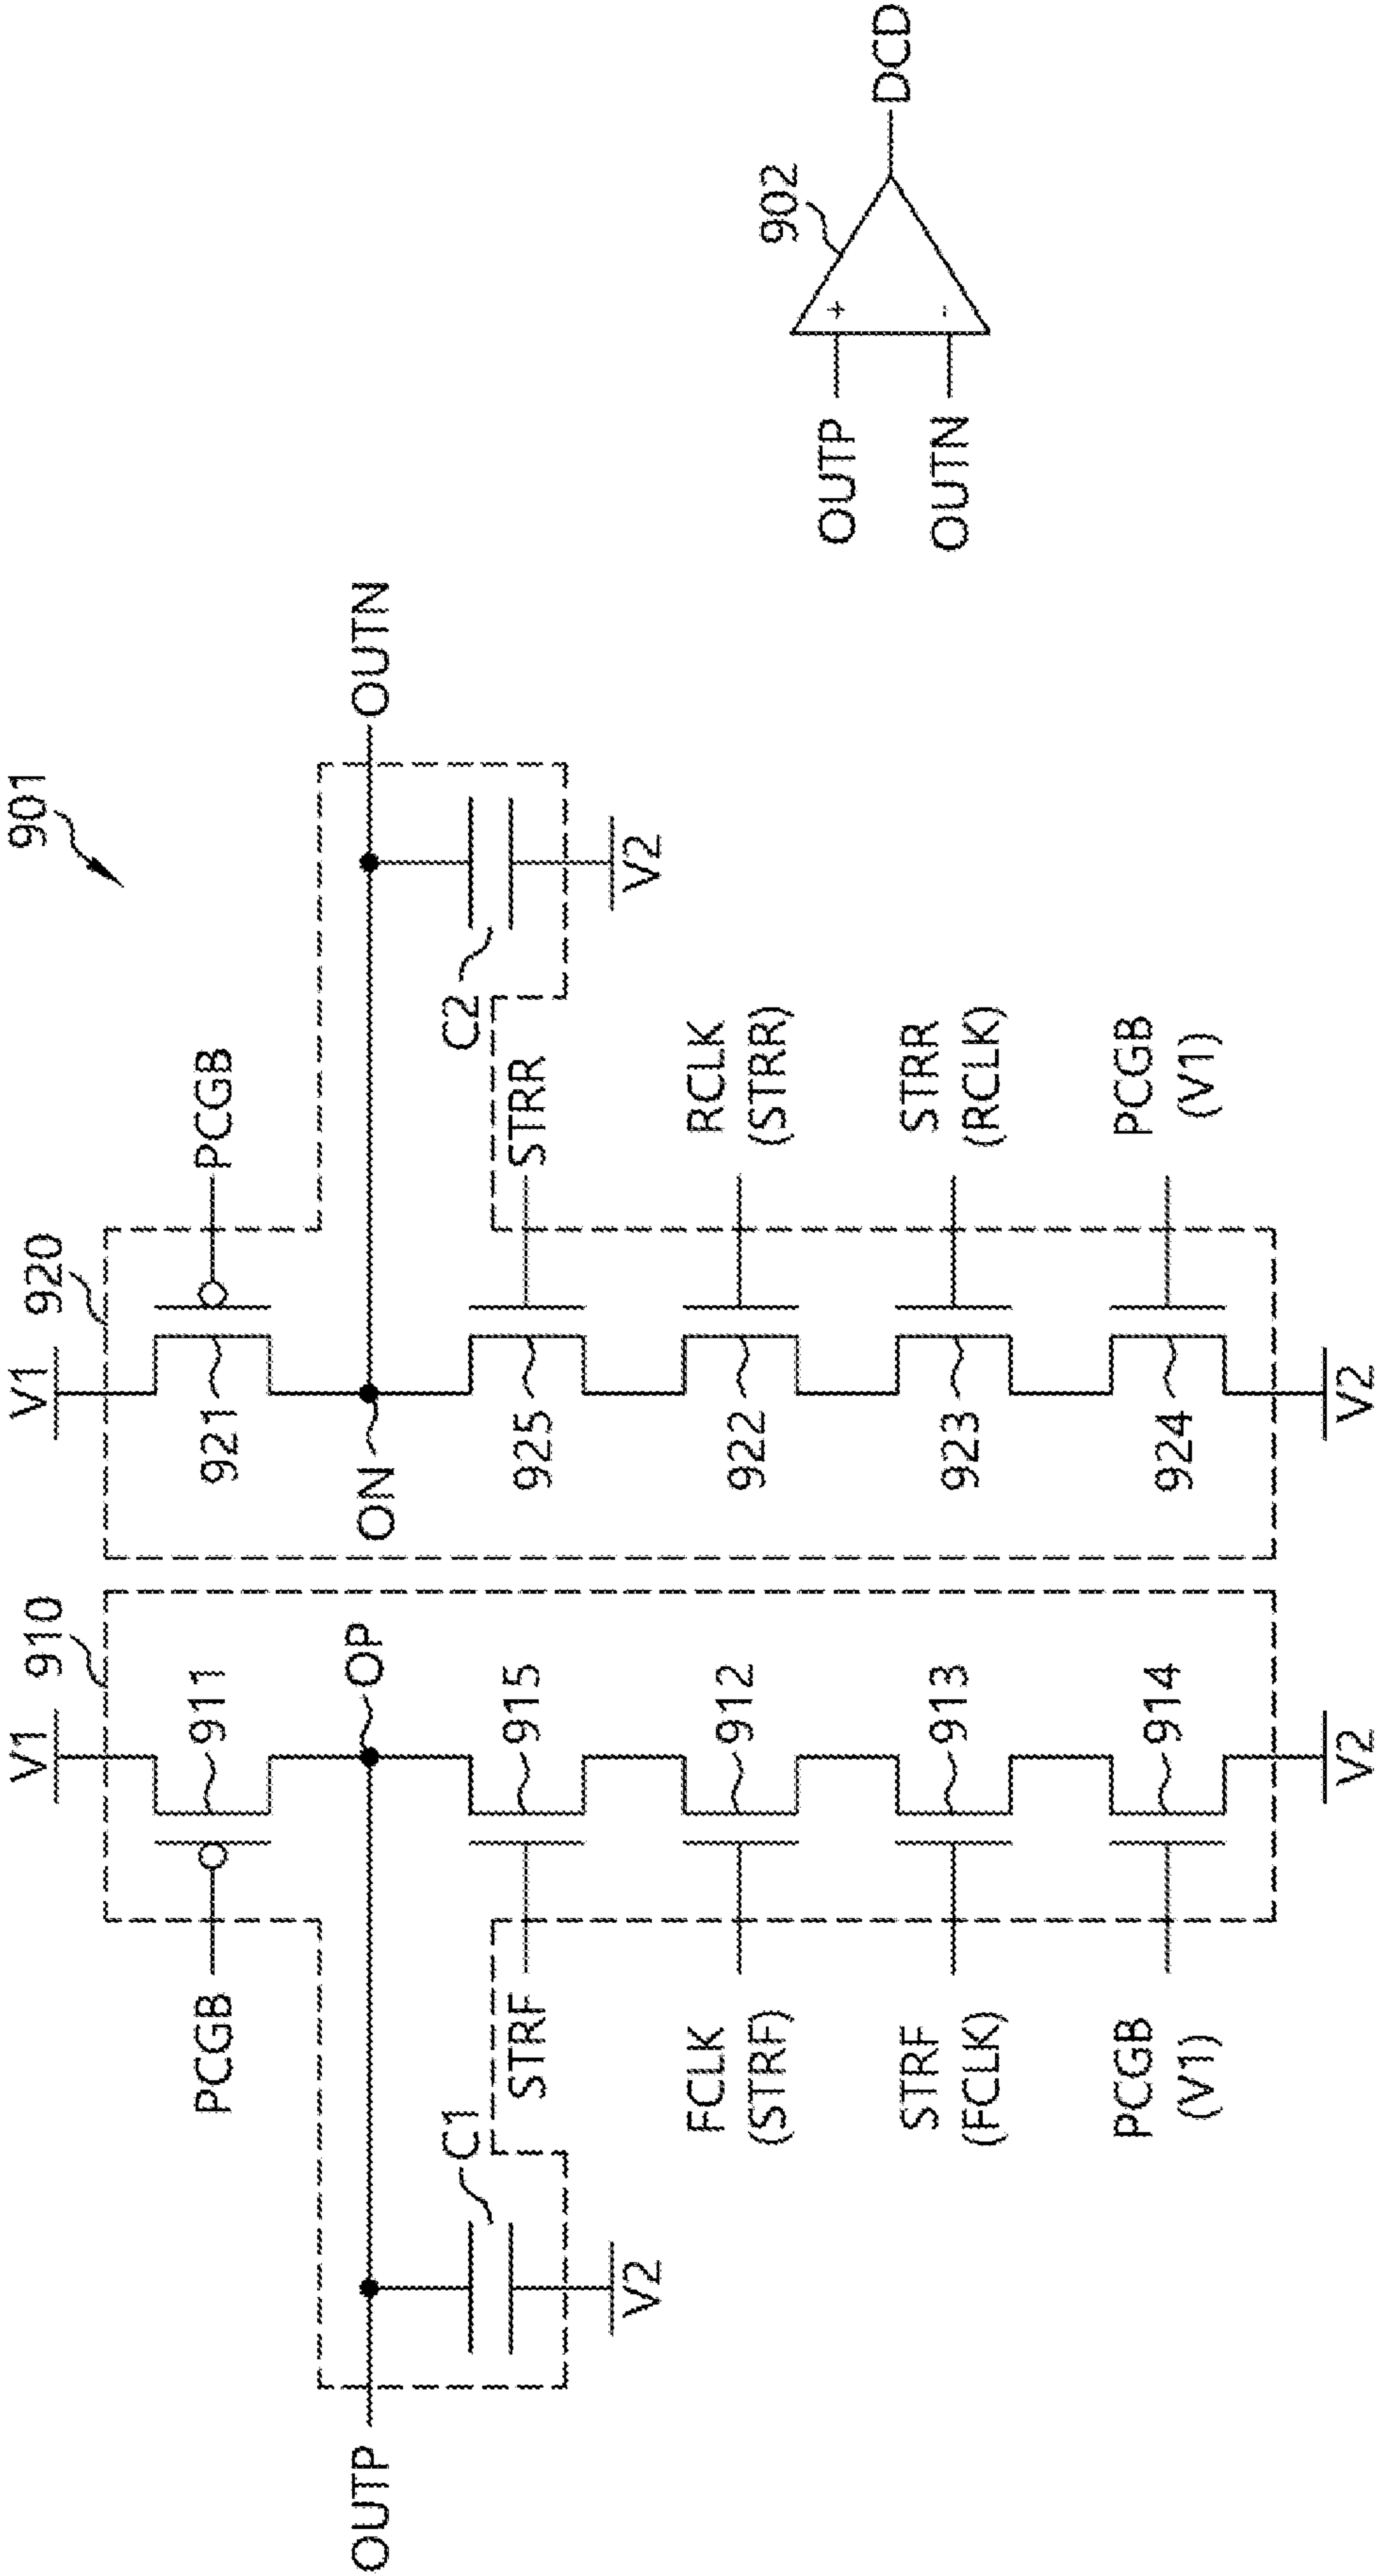 901
V1
910
V1
920
PCGB
911
921
PCGB
OUTP
OP
ON
OUTN
C1
STRF
915
925
STRR
C2
V2
V2
FCLK
(STRF)
912
922
RCLK
(STRR)
STRF
(FCLK)
913
923
STRR
(RCLK)
PCGB
(V1)
914
924
PCGB
(V1)
V2
V2
902
OUTP
+
OUTN
-
DCD